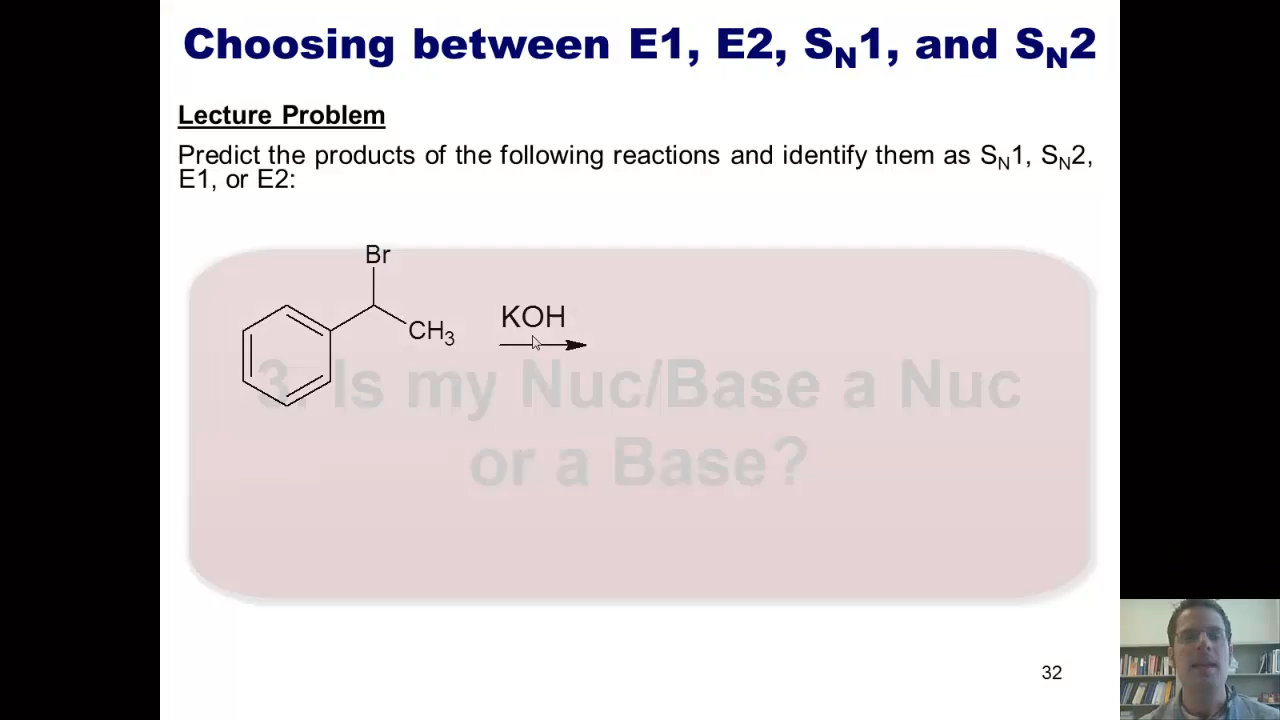 Choosing between E1, E2, SN1, and SN2
Lecture Problem
Predict the products of the following reactions and identify them as SN1, SN2,
E1, or E2:
Br
CH3
KOH
3. Is my Nuc/Base a Nuc
or a Base?
32